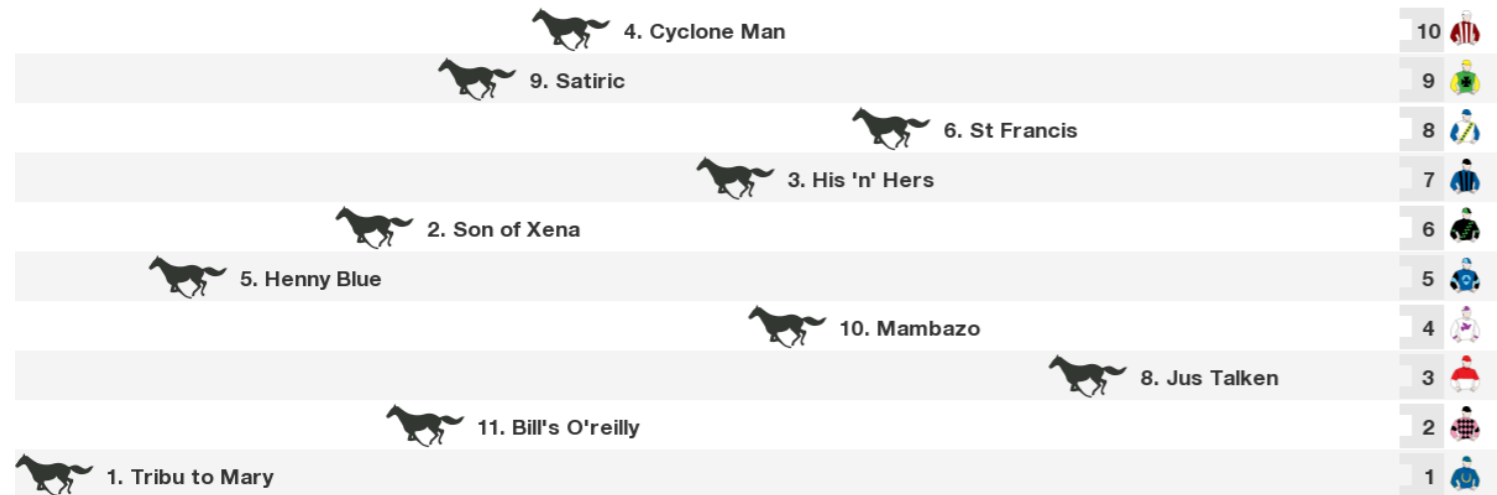 4. Cyclone Man 10
9. Satiric 9
6. St Francis 8
3. His 'n' Hers 7
2. Son of Xena 6
5. Henny Blue 5
10. Mambazo 4
8. Jus Talken 3
11. Bill's O'reilly 2
1. Tribu to Mary 1